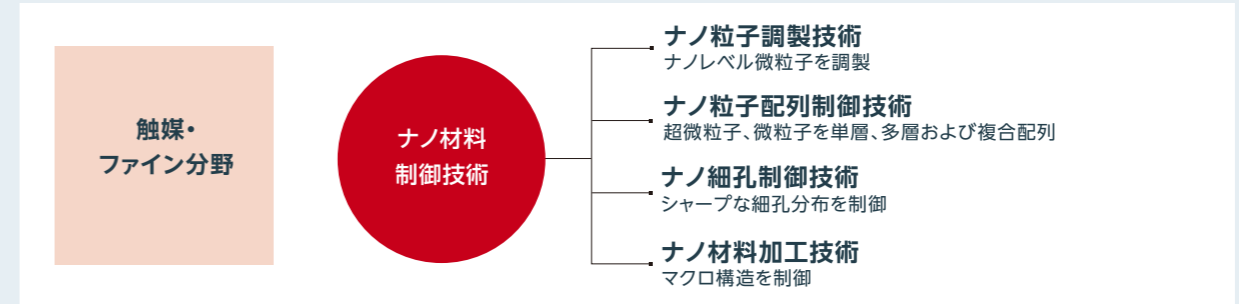 触媒・
ファイン分野
ナノ材料
制御技術
ナノ粒子調製技術
ナノレベル微粒子を調製
ナノ粒子配列制御技術
超微粒子、微粒子を単層、多層および複合配列
ナノ細孔制御技術
シャープな細孔分布を制御
ナノ材料加工技術
マクロ構造を制御